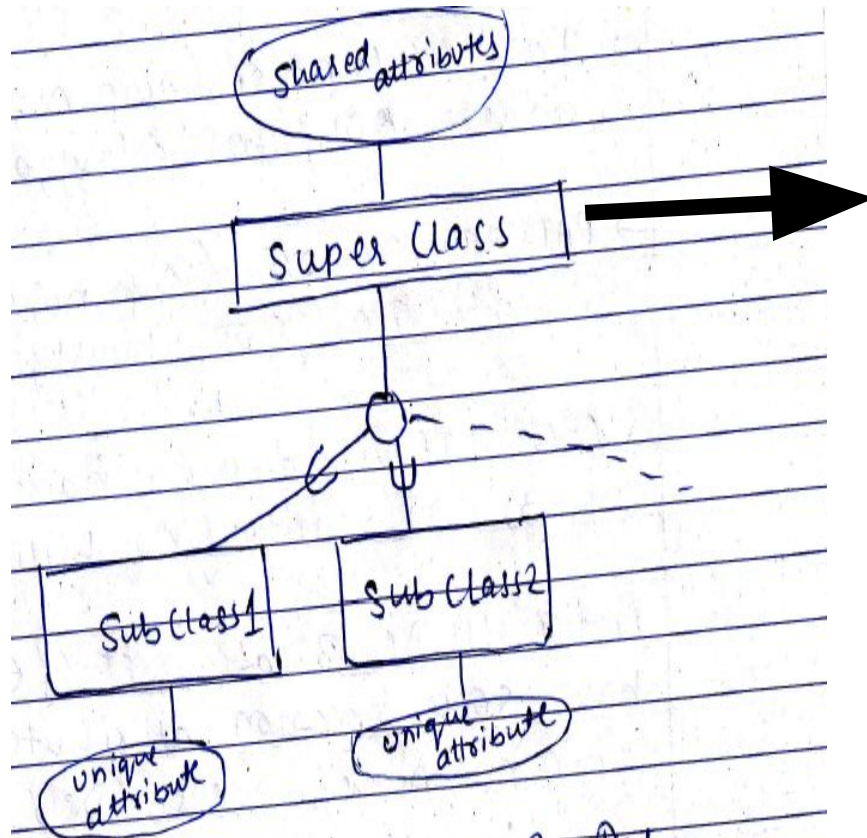 Shared
attributes
Super Class
Sub Class1
Sub Class2
unique
attribute
unique
attribute